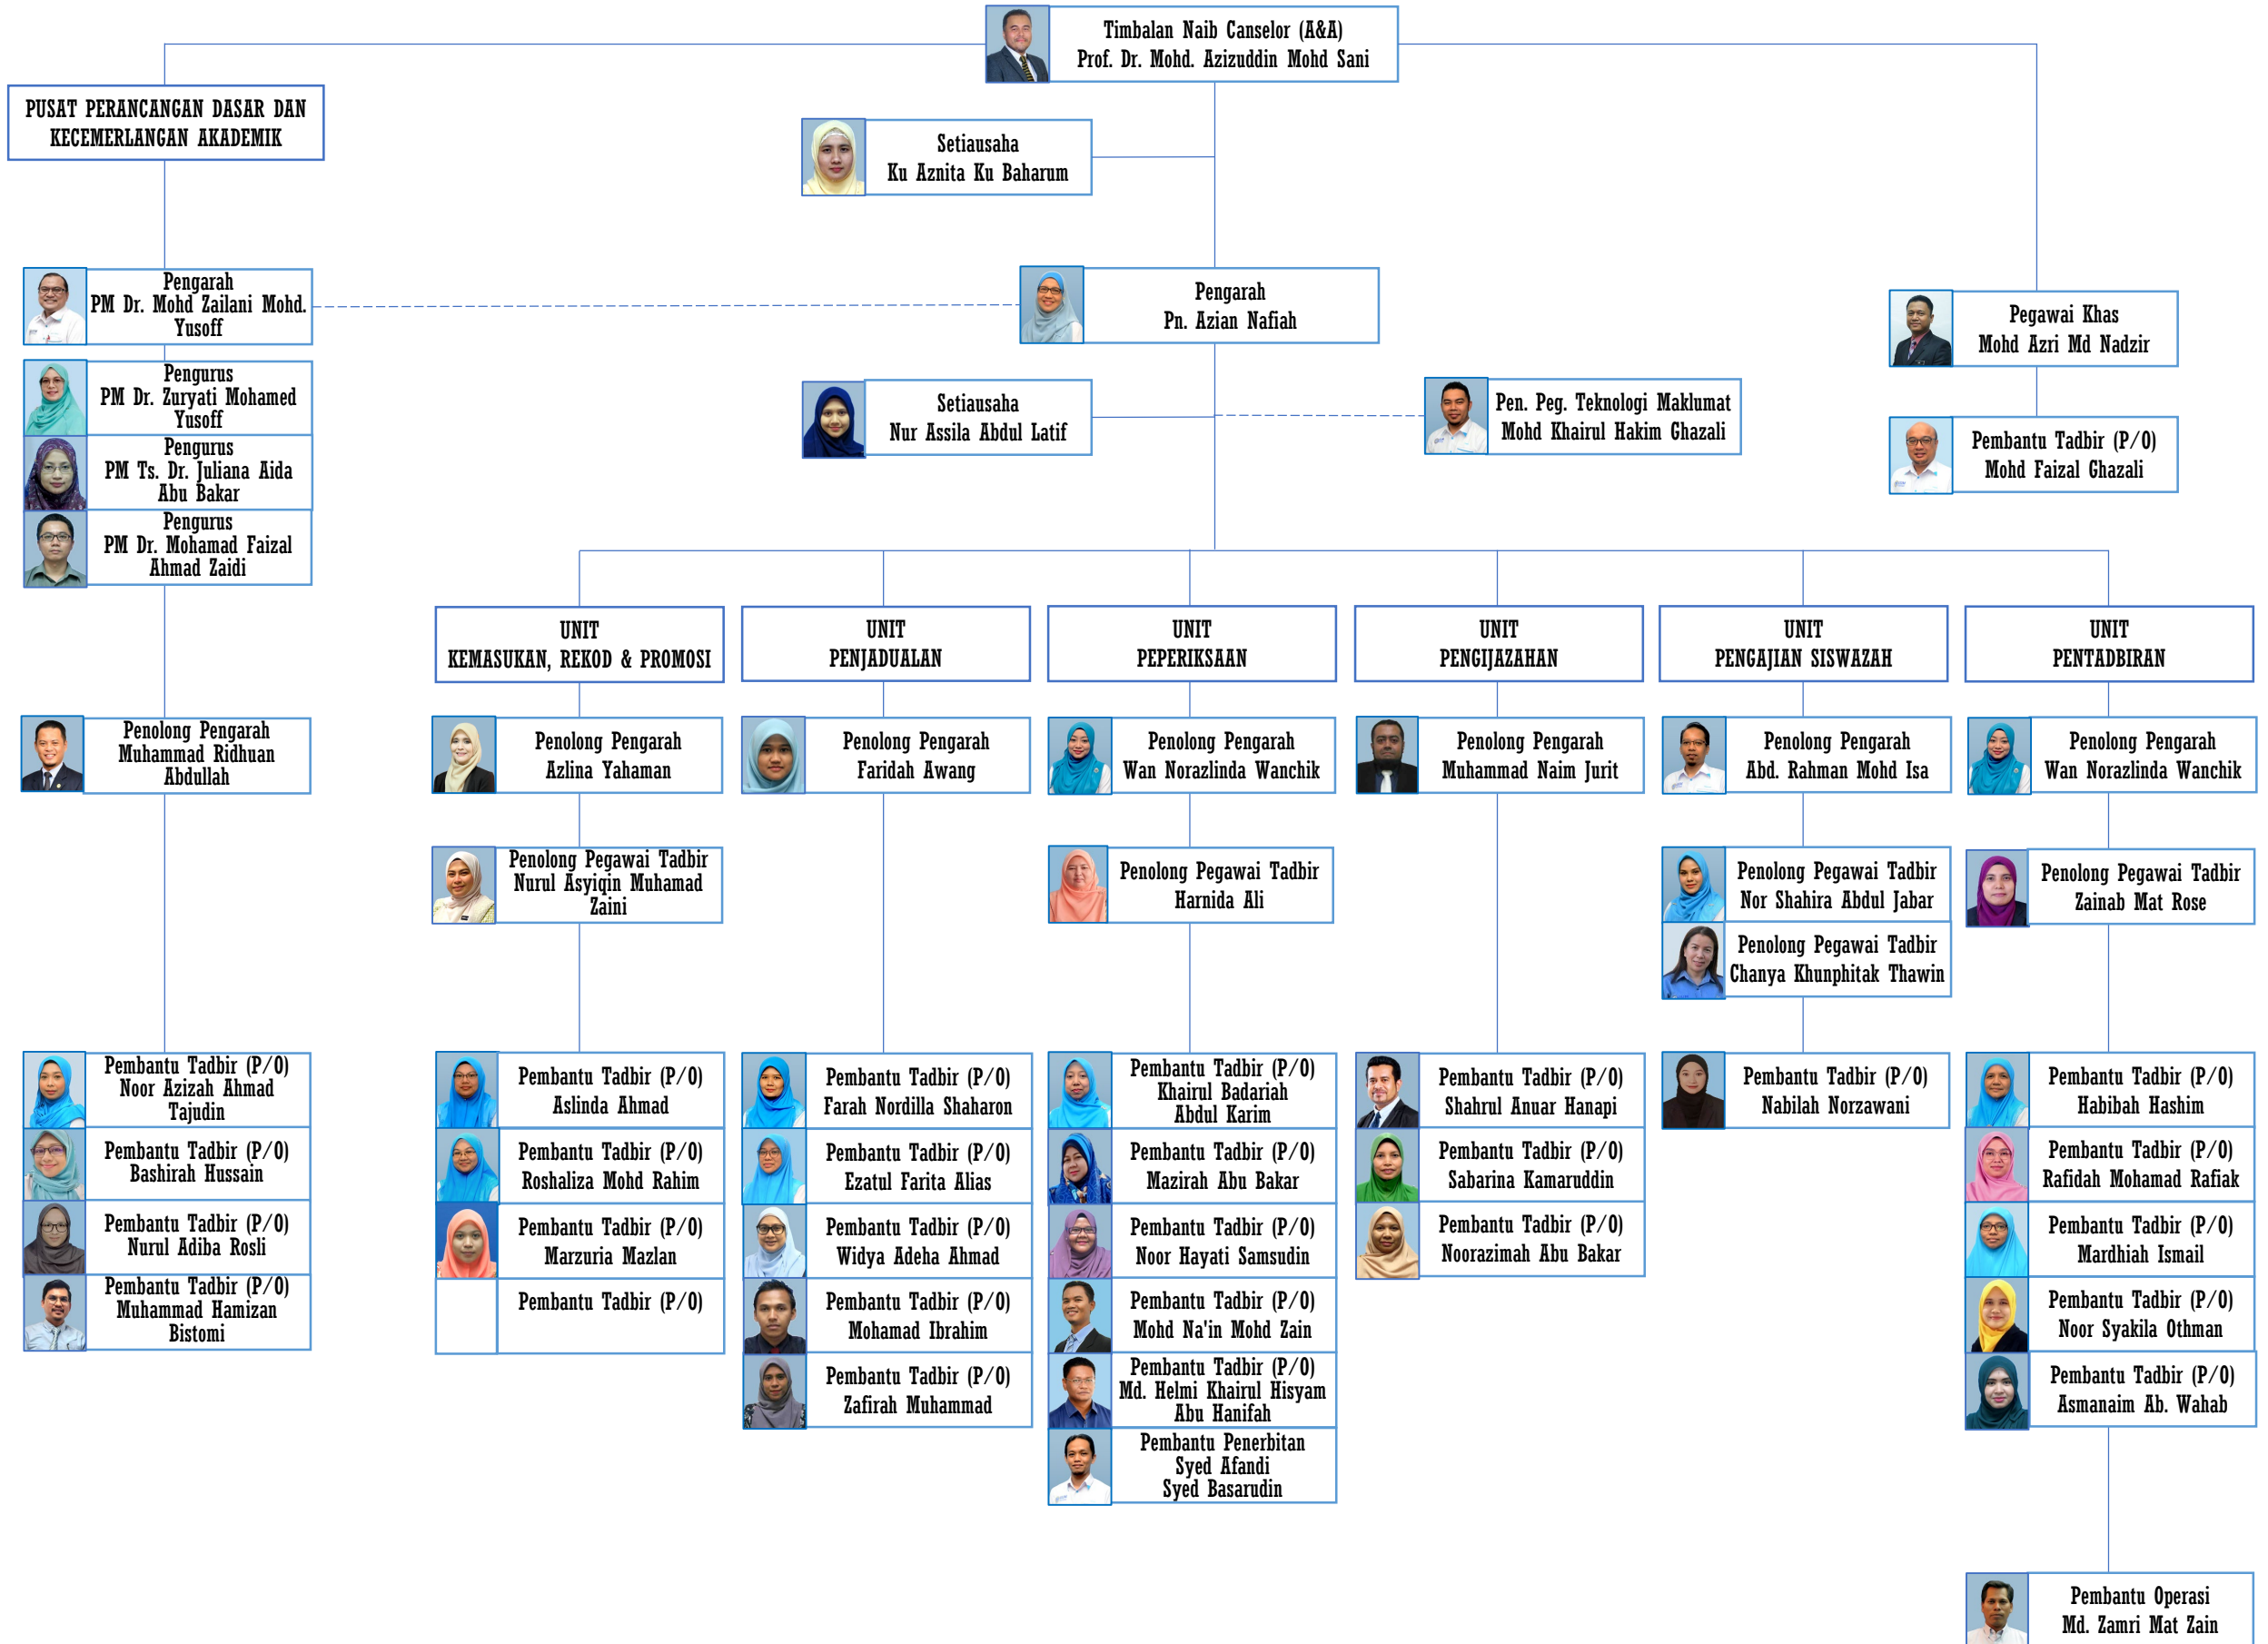 Timbalan Naib Canselor (A&A)
Prof. Dr. Mohd. Azizuddin Mohd Sani
PUSAT PERANCANGAN DASAR DAN
KECEMERLANGAN AKADEMIK
Setiausaha
Ku Aznita Ku Baharum
Pengarah
PM Dr. Mohd Zailani Mohd.
Yusoff
Pengarah
Pn. Azian Nafiah
Pegawai Khas
Mohd Azri Md Nadzir
Pengurus
PM Dr. Zuryati Mohamed
Yusoff
Setiausaha
Nur Assila Abdul Latif
Pen. Peg. Teknologi Maklumat
Mohd Khairul Hakim Ghazali
Pembantu Tadbir (P/O)
Mohd Faizal Ghazali
Pengurus
PM Ts. Dr. Juliana Aida
Abu Bakar
Pengurus
PM Dr. Mohamad Faizal
Ahmad Zaidi
Penolong Pengarah
Muhammad Ridhuan
Abdullah
Pembantu Tadbir (P/O)
Noor Azizah Ahmad
Tajudin
Pembantu Tadbir (P/O)
Bashirah Hussain
Pembantu Tadbir (P/O)
Nurul Adiba Rosli
Pembantu Tadbir (P/O)
Muhammad Hamizan
Bistomi
UNIT
KEMASUKAN, REKOD & PROMOSI
Penolong Pengarah
Azlina Yahaman
Penolong Pegawai Tadbir
Nurul Asyiqin Muhamad
Zaini
Pembantu Tadbir (P/O)
Aslinda Ahmad
Pembantu Tadbir (P/O)
Roshaliza Mohd Rahim
Pembantu Tadbir (P/O)
Marzuria Mazlan
Pembantu Tadbir (P/O)
UNIT
PENJADUALAN
Penolong Pengarah
Faridah Awang
Pembantu Tadbir (P/O)
Farah Nordilla Shaharon
Pembantu Tadbir (P/O)
Ezatul Farita Alias
Pembantu Tadbir (P/O)
Widya Adeha Ahmad
Pembantu Tadbir (P/O)
Mohamad Ibrahim
Pembantu Tadbir (P/O)
Zafirah Muhammad
UNIT
PEPERIKSAAN
Penolong Pengarah
Wan Norazlinda Wanchik
Penolong Pegawai Tadbir
Harnida Ali
Pembantu Tadbir (P/O)
Khairul Badariah
Abdul Karim
Pembantu Tadbir (P/O)
Mazirah Abu Bakar
Pembantu Tadbir (P/O)
Noor Hayati Samsudin
Pembantu Tadbir (P/O)
Mohd Na'in Mohd Zain
Pembantu Tadbir (P/O)
Md. Helmi Khairul Hisyam
Abu Hanifah
Pembantu Penerbitan
Syed Afandi
Syed Basarudin
UNIT
PENGIJAZAHAN
Penolong Pengarah
Muhammad Naim Jurit
Pembantu Tadbir (P/O)
Shahrul Anuar Hanapi
Pembantu Tadbir (P/O)
Sabarina Kamaruddin
Pembantu Tadbir (P/O)
Noorazimah Abu Bakar
UNIT
PENGAJIAN SISWAZAH
Penolong Pengarah
Abd. Rahman Mohd Isa
Penolong Pegawai Tadbir
Nor Shahira Abdul Jabar
Penolong Pegawai Tadbir
Chanya Khunphitak Thawin
Pembantu Tadbir (P/O)
Nabilah Norzawani
UNIT
PENTADBIRAN
Penolong Pengarah
Wan Norazlinda Wanchik
Penolong Pegawai Tadbir
Zainab Mat Rose
Pembantu Tadbir (P/O)
Habibah Hashim
Pembantu Tadbir (P/O)
Rafidah Mohamad Rafiak
Pembantu Tadbir (P/O)
Mardhiah Ismail
Pembantu Tadbir (P/O)
Noor Syakila Othman
Pembantu Tadbir (P/O)
Asmanaim Ab. Wahab
Pembantu Operasi
Md. Zamri Mat Zain